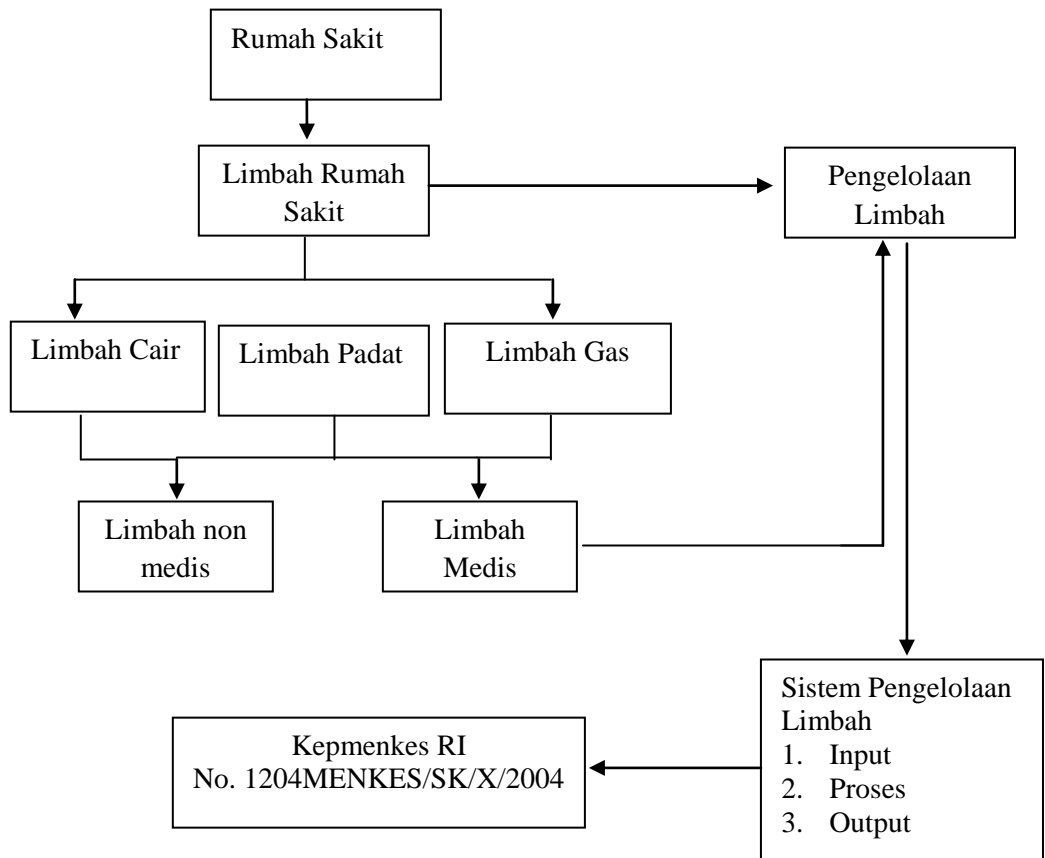 Rumah Sakit
Limbah Rumah
Sakit
Pengelolaan
Limbah
Limbah Cair
Limbah Padat
Limbah Gas
Limbah non
medis
Limbah
Medis
Sistem Pengelolaan
Limbah
1. Input
2. Proses
3. Output
Kepmenkes RI
No. 1204MENKES/SK/X/2004